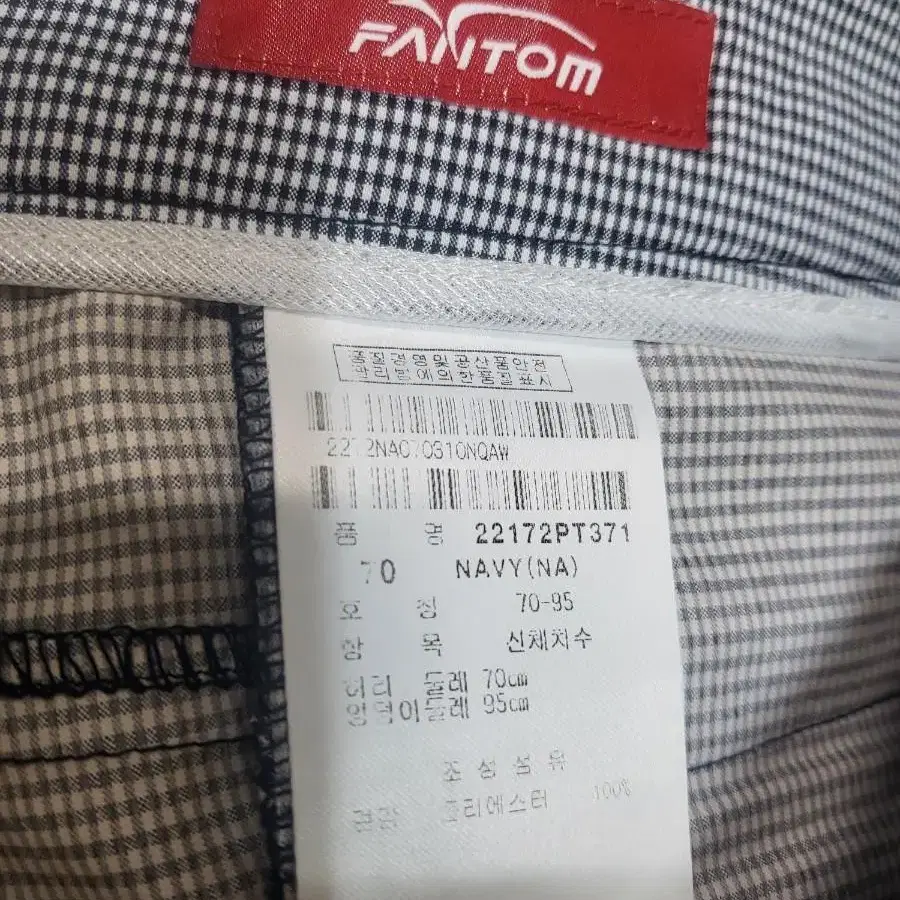 FANTOM
품질경영및공산품안전
관리법에의한품질표시
품 명 22172PT371
70 NAVY(NA)
호 칭 70-95
항 목 신체치수
허리 둘레 70cm
엉덩이둘레 95cm
조 성 섬 유
겉감 폴리에스터 100%